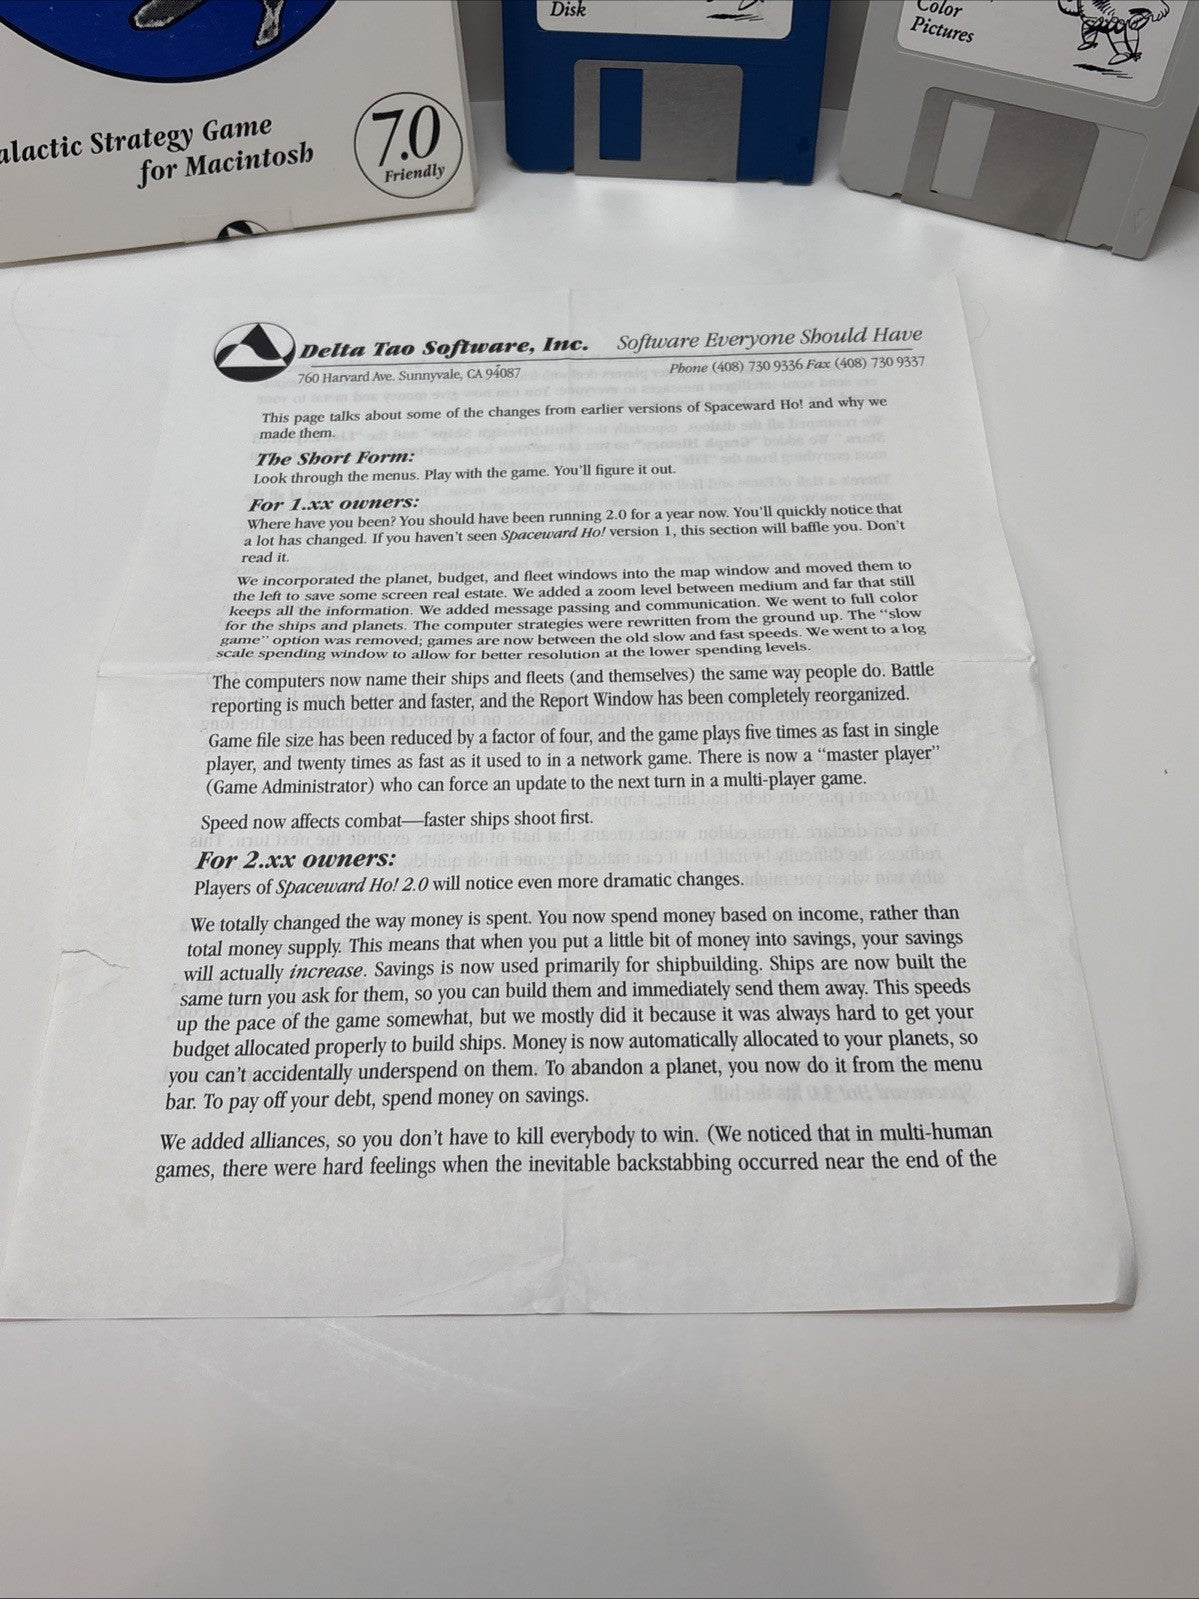 Disk
Color
Pictures
Galactic Strategy Game
for Macintosh
7.0
Friendly
Delta Tao Software, Inc.
Software Everyone Should Have
760 Harvard Ave. Sunnyvale, CA 94087
Phone (408) 730 9336 Fax (408) 730 9337
This page talks about some of the changes from earlier versions of Spaceward Ho! and why we
made them.
The Short Form:
Look through the menus. Play with the game. You'll figure it out.
For 1.xx owners:
Where have you been? You should have been running 2.0 for a year now. You'll quickly notice that
a lot has changed. If you haven't seen Spaceward Ho! version 1, this section will baffle you. Don't
read it.
We incorporated the planet, budget, and fleet windows into the map window and moved them to
the left to save some screen real estate. We added a zoom level between medium and far that still
keeps all the information. We added message passing and communication. We went to full color
for the ships and planets. The computer strategies were rewritten from the ground up. The "slow
game" option was removed; games are now between the old slow and fast speeds. We went to a log
scale spending window to allow for better resolution at the lower spending levels.
The computers now name their ships and fleets (and themselves) the same way people do. Battle
reporting is much better and faster, and the Report Window has been completely reorganized.
Game file size has been reduced by a factor of four, and the game plays five times as fast in single
player, and twenty times as fast as it used to in a network game. There is now a "master player"
(Game Administrator) who can force an update to the next turn in a multi-player game.
Speed now affects combat—faster ships shoot first.
For 2.xx owners:
Players of Spaceward Ho! 2.0 will notice even more dramatic changes.
We totally changed the way money is spent. You now spend money based on income, rather than
total money supply. This means that when you put a little bit of money into savings, your savings
will actually increase. Savings is now used primarily for shipbuilding. Ships are now built the
same turn you ask for them, so you can build them and immediately send them away. This speeds
up the pace of the game somewhat, but we mostly did it because it was always hard to get your
budget allocated properly to build ships. Money is now automatically allocated to your planets, so
you can't accidentally underspend on them. To abandon a planet, you now do it from the menu
bar. To pay off your debt, spend money on savings.
We added alliances, so you don't have to kill everybody to win. (We noticed that in multi-human
games, there were hard feelings when the inevitable backstabbing occurred near the end of the